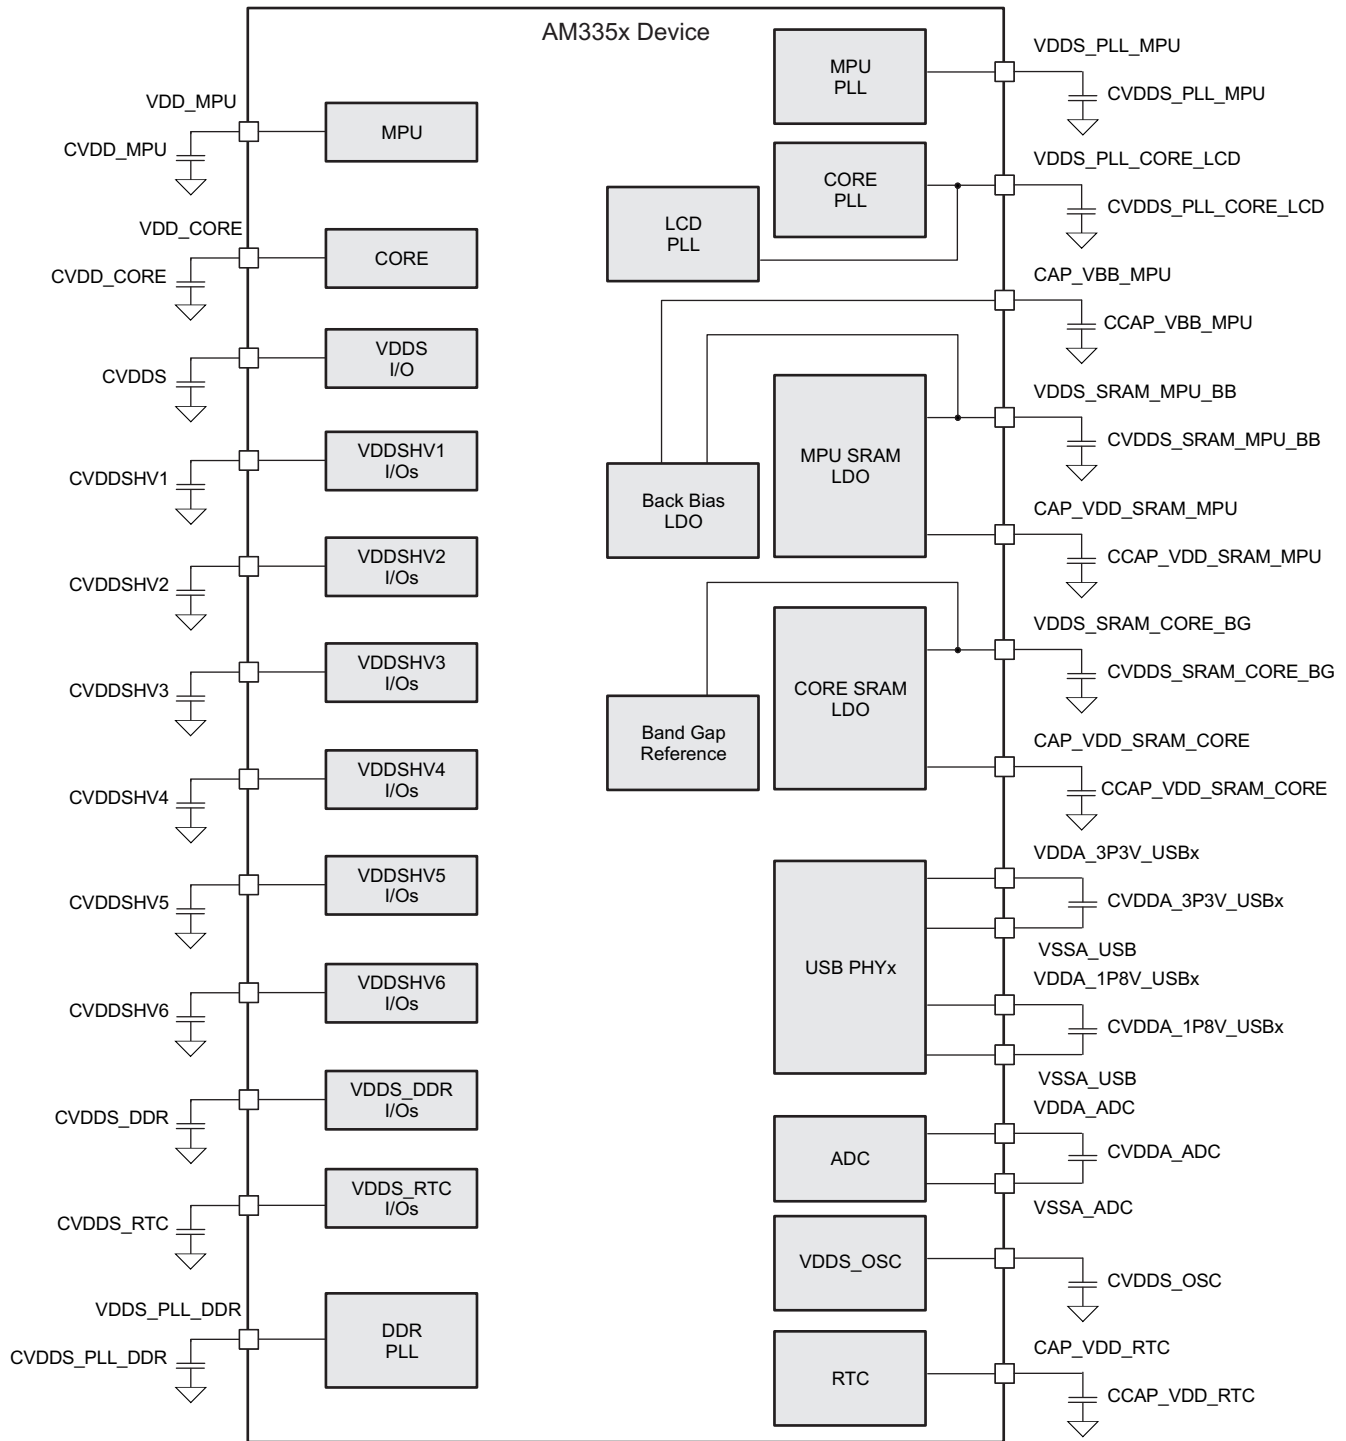 AM335x Device
VDD_MPU
CVDD_MPU
MPU
VDD_CORE
CVDD_CORE
CORE
CVDDS
VDDS
I/O
CVDDSHV1
VDDSHV1
I/Os
CVDDSHV2
VDDSHV2
I/Os
CVDDSHV3
VDDSHV3
I/Os
CVDDSHV4
VDDSHV4
I/Os
CVDDSHV5
VDDSHV5
I/Os
CVDDSHV6
VDDSHV6
I/Os
CVDDS_DDR
VDDS_DDR
I/Os
CVDDS_RTC
VDDS_RTC
I/Os
VDDS_PLL_DDR
CVDDS_PLL_DDR
DDR
PLL
MPU
PLL
VDDS_PLL_MPU
CVDDS_PLL_MPU
CORE
PLL
LCD
PLL
VDDS_PLL_CORE_LCD
CVDDS_PLL_CORE_LCD
CAP_VBB_MPU
CCAP_VBB_MPU
Back Bias
LDO
MPU SRAM
LDO
VDDS_SRAM_MPU_BB
CVDDS_SRAM_MPU_BB
CAP_VDD_SRAM_MPU
CCAP_VDD_SRAM_MPU
Band Gap
Reference
CORE SRAM
LDO
VDDS_SRAM_CORE_BG
CVDDS_SRAM_CORE_BG
CAP_VDD_SRAM_CORE
CCAP_VDD_SRAM_CORE
USB PHYx
VDDA_3P3V_USBx
CVDDA_3P3V_USBx
VSSA_USB
VDDA_1P8V_USBx
CVDDA_1P8V_USBx
VSSA_USB
ADC
VDDA_ADC
CVDDA_ADC
VSSA_ADC
VDDS_OSC
CVDDS_OSC
RTC
CAP_VDD_RTC
CCAP_VDD_RTC